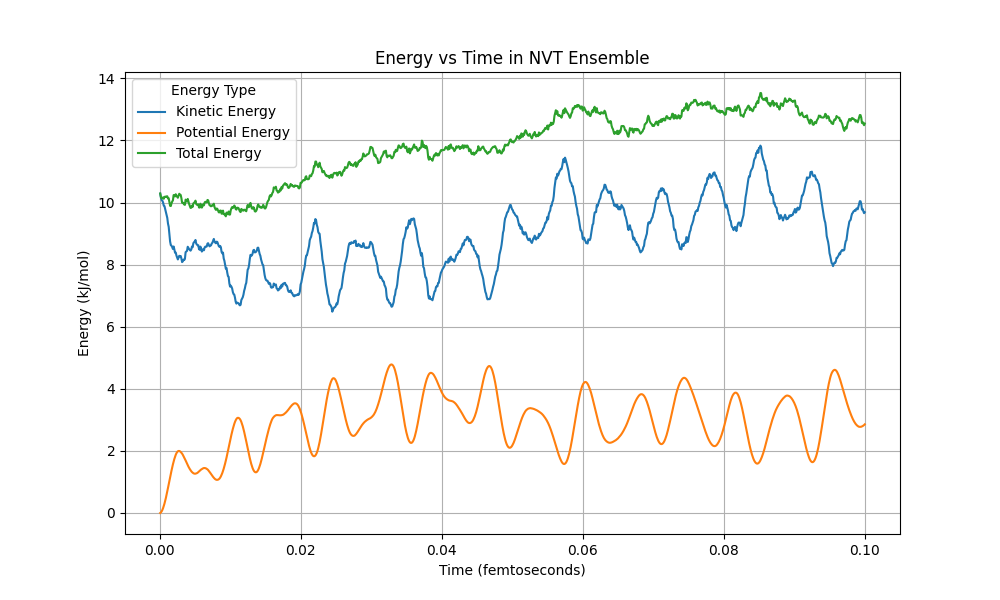 Energy vs Time in NVT Ensemble
Energy Type
Kinetic Energy
Potential Energy
Total Energy
Energy (kJ/mol)
14
12
10
8
6
4
2
0
0.00 0.02 0.04 0.06 0.08 0.10
Time (femtoseconds)